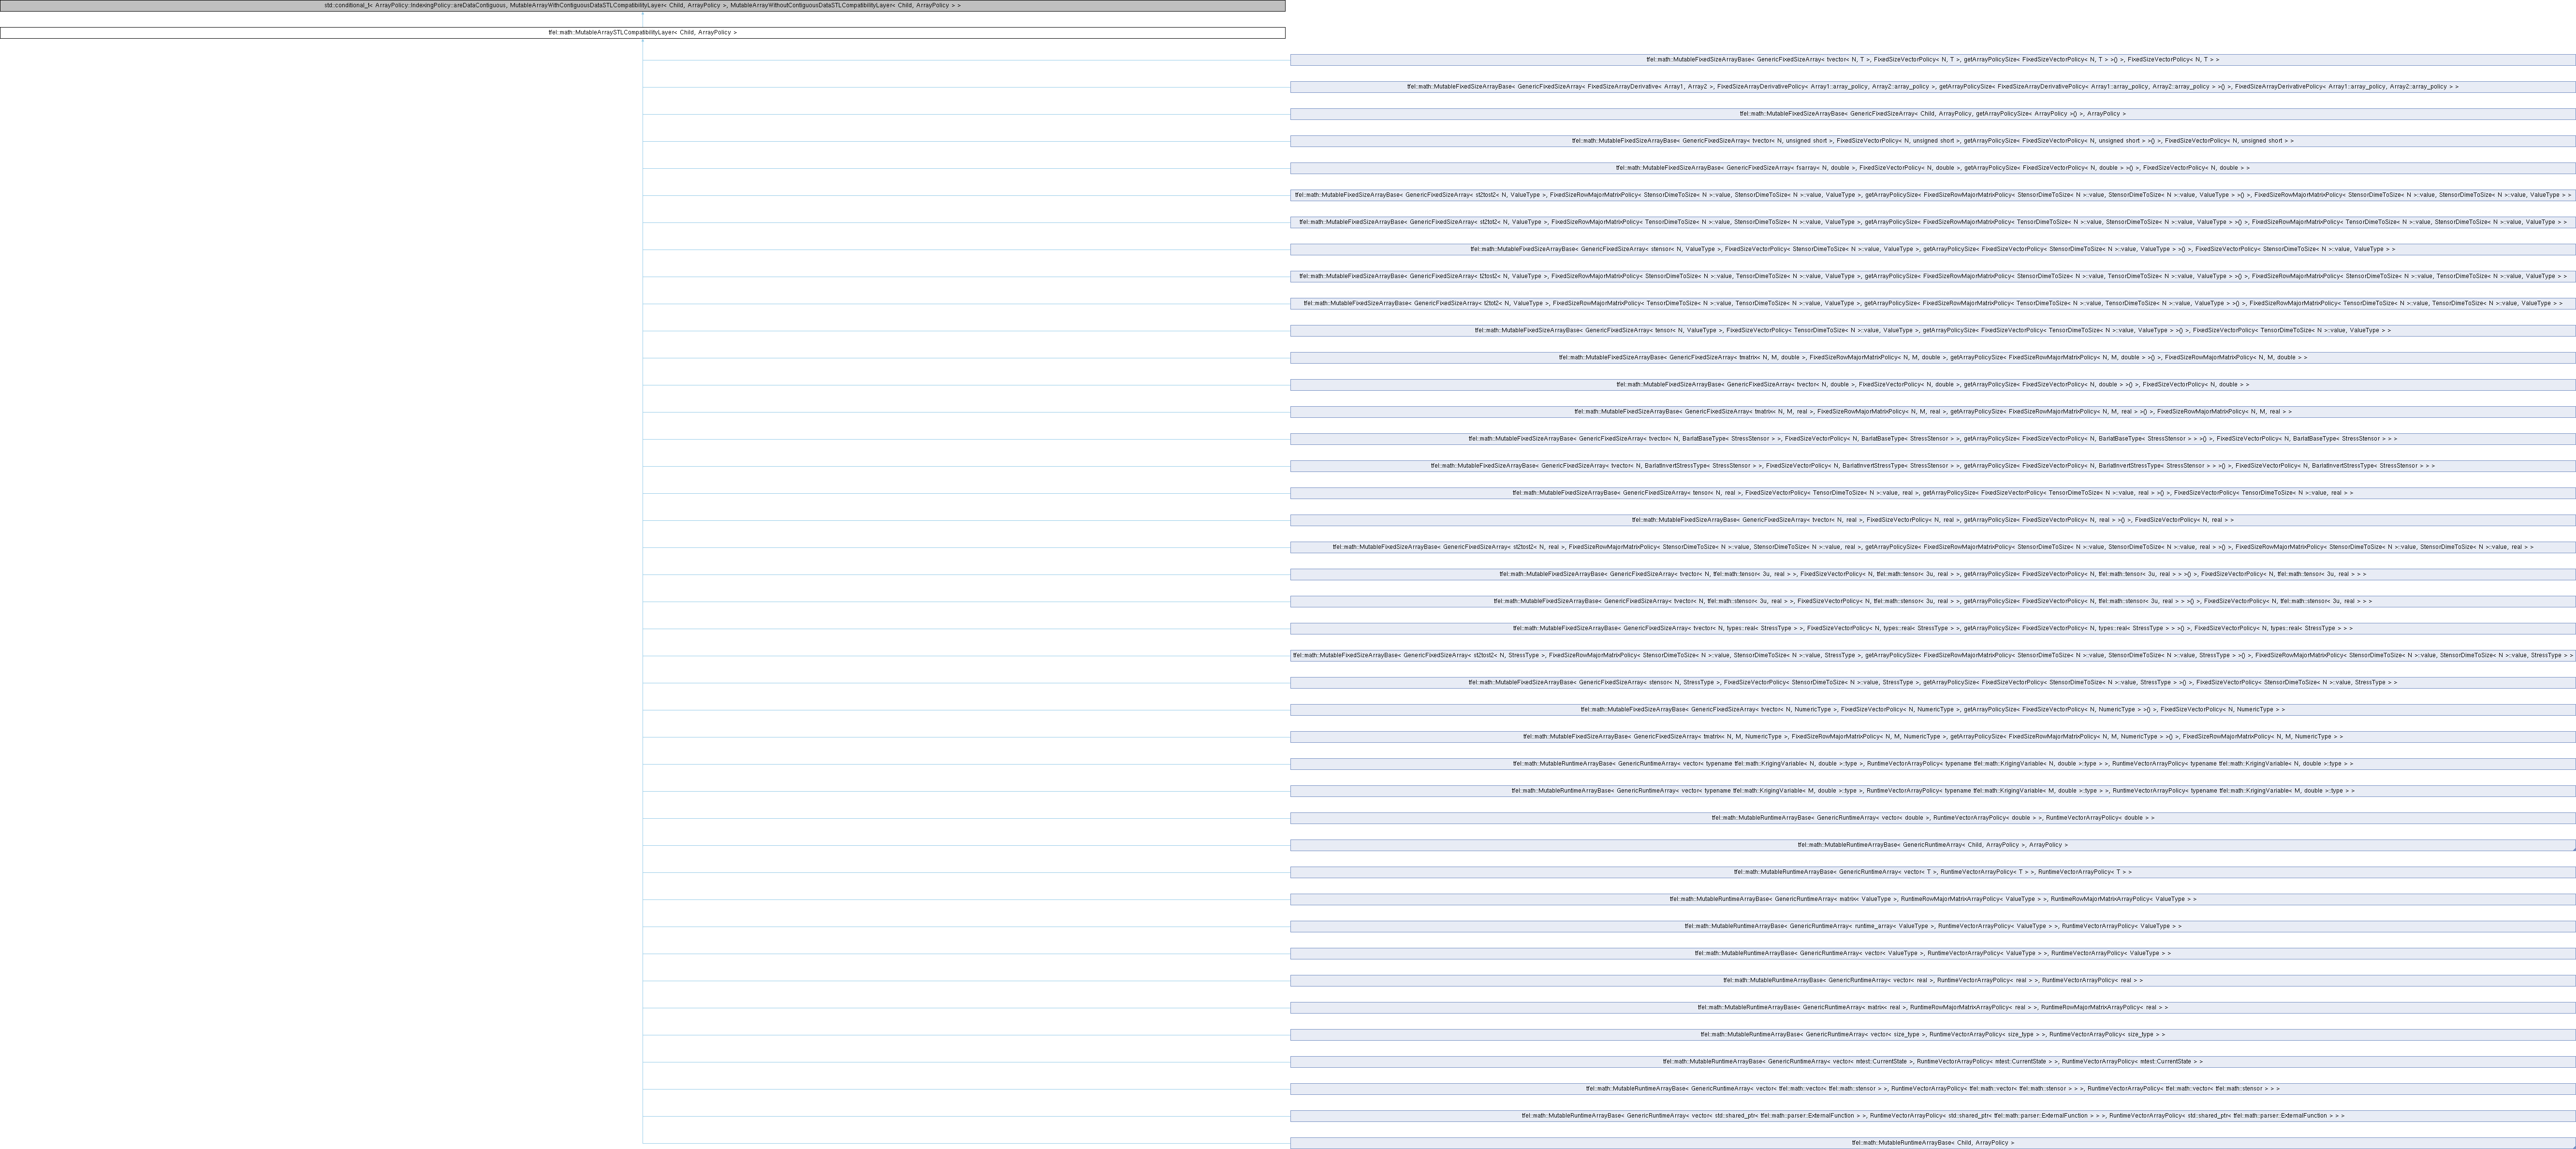 std::conditional_t< ArrayPolicy::IndexingPolicy::areDataContiguous, MutableArrayWithContiguousDataSTLCompatibilityLayer< Child, ArrayPolicy >, MutableArrayWithoutContiguousDataSTLCompatibilityLayer< Child, ArrayPolicy > >
tfel::math::MutableArraySTLCompatibilityLayer< Child, ArrayPolicy >
tfel::math::MutableFixedSizeArrayBase< GenericFixedSizeArray< tvector< N, T >, FixedSizeVectorPolicy< N, T >, getArrayPolicySize< FixedSizeVectorPolicy< N, T > >() >, FixedSizeVectorPolicy< N, T > >
tfel::math::MutableFixedSizeArrayBase< GenericFixedSizeArray< FixedSizeArrayDerivative< Array1, Array2 >, FixedSizeArrayDerivativePolicy< Array1::array_policy, Array2::array_policy >, getArrayPolicySize< FixedSizeArrayDerivativePolicy< Array1::array_policy, Array2::array_policy > >() >, FixedSizeArrayDerivativePolicy< Array1::array_policy, Array2::array_policy > >
tfel::math::MutableFixedSizeArrayBase< GenericFixedSizeArray< Child, ArrayPolicy, getArrayPolicySize< ArrayPolicy >() >, ArrayPolicy >
tfel::math::MutableFixedSizeArrayBase< GenericFixedSizeArray< tvector< N, unsigned short >, FixedSizeVectorPolicy< N, unsigned short >, getArrayPolicySize< FixedSizeVectorPolicy< N, unsigned short > >() >, FixedSizeVectorPolicy< N, unsigned short > >
tfel::math::MutableFixedSizeArrayBase< GenericFixedSizeArray< fsarray< N, double >, FixedSizeVectorPolicy< N, double >, getArrayPolicySize< FixedSizeVectorPolicy< N, double > >() >, FixedSizeVectorPolicy< N, double > >
tfel::math::MutableFixedSizeArrayBase< GenericFixedSizeArray< st2tost2< N, ValueType >, FixedSizeRowMajorMatrixPolicy< StensorDimeToSize< N >::value, StensorDimeToSize< N >::value, ValueType >, getArrayPolicySize< FixedSizeRowMajorMatrixPolicy< StensorDimeToSize< N >::value, StensorDimeToSize< N >::value, ValueType > >() >, FixedSizeRowMajorMatrixPolicy< StensorDimeToSize< N >::value, StensorDimeToSize< N >::value, ValueType > >
tfel::math::MutableFixedSizeArrayBase< GenericFixedSizeArray< st2tot2< N, ValueType >, FixedSizeRowMajorMatrixPolicy< TensorDimeToSize< N >::value, StensorDimeToSize< N >::value, ValueType >, getArrayPolicySize< FixedSizeRowMajorMatrixPolicy< TensorDimeToSize< N >::value, StensorDimeToSize< N >::value, ValueType > >() >, FixedSizeRowMajorMatrixPolicy< TensorDimeToSize< N >::value, StensorDimeToSize< N >::value, ValueType > >
tfel::math::MutableFixedSizeArrayBase< GenericFixedSizeArray< stensor< N, ValueType >, FixedSizeVectorPolicy< StensorDimeToSize< N >::value, ValueType >, getArrayPolicySize< FixedSizeVectorPolicy< StensorDimeToSize< N >::value, ValueType > >() >, FixedSizeVectorPolicy< StensorDimeToSize< N >::value, ValueType > >
tfel::math::MutableFixedSizeArrayBase< GenericFixedSizeArray< t2tost2< N, ValueType >, FixedSizeRowMajorMatrixPolicy< StensorDimeToSize< N >::value, TensorDimeToSize< N >::value, ValueType >, getArrayPolicySize< FixedSizeRowMajorMatrixPolicy< StensorDimeToSize< N >::value, TensorDimeToSize< N >::value, ValueType > >() >, FixedSizeRowMajorMatrixPolicy< StensorDimeToSize< N >::value, TensorDimeToSize< N >::value, ValueType > >
tfel::math::MutableFixedSizeArrayBase< GenericFixedSizeArray< t2tot2< N, ValueType >, FixedSizeRowMajorMatrixPolicy< TensorDimeToSize< N >::value, TensorDimeToSize< N >::value, ValueType >, getArrayPolicySize< FixedSizeRowMajorMatrixPolicy< TensorDimeToSize< N >::value, TensorDimeToSize< N >::value, ValueType > >() >, FixedSizeRowMajorMatrixPolicy< TensorDimeToSize< N >::value, TensorDimeToSize< N >::value, ValueType > >
tfel::math::MutableFixedSizeArrayBase< GenericFixedSizeArray< tensor< N, ValueType >, FixedSizeVectorPolicy< TensorDimeToSize< N >::value, ValueType >, getArrayPolicySize< FixedSizeVectorPolicy< TensorDimeToSize< N >::value, ValueType > >() >, FixedSizeVectorPolicy< TensorDimeToSize< N >::value, ValueType > >
tfel::math::MutableFixedSizeArrayBase< GenericFixedSizeArray< tmatrix< N, M, double >, FixedSizeRowMajorMatrixPolicy< N, M, double >, getArrayPolicySize< FixedSizeRowMajorMatrixPolicy< N, M, double > >() >, FixedSizeRowMajorMatrixPolicy< N, M, double > >
tfel::math::MutableFixedSizeArrayBase< GenericFixedSizeArray< tvector< N, double >, FixedSizeVectorPolicy< N, double >, getArrayPolicySize< FixedSizeVectorPolicy< N, double > >() >, FixedSizeVectorPolicy< N, double > >
tfel::math::MutableFixedSizeArrayBase< GenericFixedSizeArray< tmatrix< N, M, real >, FixedSizeRowMajorMatrixPolicy< N, M, real >, getArrayPolicySize< FixedSizeRowMajorMatrixPolicy< N, M, real > >() >, FixedSizeRowMajorMatrixPolicy< N, M, real > >
tfel::math::MutableFixedSizeArrayBase< GenericFixedSizeArray< tvector< N, BarlatBaseType< StressStensor > >, FixedSizeVectorPolicy< N, BarlatBaseType< StressStensor > >, getArrayPolicySize< FixedSizeVectorPolicy< N, BarlatBaseType< StressStensor > > >() >, FixedSizeVectorPolicy< N, BarlatBaseType< StressStensor > > >
tfel::math::MutableFixedSizeArrayBase< GenericFixedSizeArray< tvector< N, BarlatInvertStressType< StressStensor > >, FixedSizeVectorPolicy< N, BarlatInvertStressType< StressStensor > >, getArrayPolicySize< FixedSizeVectorPolicy< N, BarlatInvertStressType< StressStensor > > >() >, FixedSizeVectorPolicy< N, BarlatInvertStressType< StressStensor > > >
tfel::math::MutableFixedSizeArrayBase< GenericFixedSizeArray< tensor< N, real >, FixedSizeVectorPolicy< TensorDimeToSize< N >::value, real >, getArrayPolicySize< FixedSizeVectorPolicy< TensorDimeToSize< N >::value, real > >() >, FixedSizeVectorPolicy< TensorDimeToSize< N >::value, real > >
tfel::math::MutableFixedSizeArrayBase< GenericFixedSizeArray< tvector< N, real >, FixedSizeVectorPolicy< N, real >, getArrayPolicySize< FixedSizeVectorPolicy< N, real > >() >, FixedSizeVectorPolicy< N, real > >
tfel::math::MutableFixedSizeArrayBase< GenericFixedSizeArray< st2tost2< N, real >, FixedSizeRowMajorMatrixPolicy< StensorDimeToSize< N >::value, StensorDimeToSize< N >::value, real >, getArrayPolicySize< FixedSizeRowMajorMatrixPolicy< StensorDimeToSize< N >::value, StensorDimeToSize< N >::value, real > >() >, FixedSizeRowMajorMatrixPolicy< StensorDimeToSize< N >::value, StensorDimeToSize< N >::value, real > >
tfel::math::MutableFixedSizeArrayBase< GenericFixedSizeArray< tvector< N, tfel::math::tensor< 3u, real > >, FixedSizeVectorPolicy< N, tfel::math::tensor< 3u, real > >, getArrayPolicySize< FixedSizeVectorPolicy< N, tfel::math::tensor< 3u, real > > >() >, FixedSizeVectorPolicy< N, tfel::math::tensor< 3u, real > > >
tfel::math::MutableFixedSizeArrayBase< GenericFixedSizeArray< tvector< N, tfel::math::stensor< 3u, real > >, FixedSizeVectorPolicy< N, tfel::math::stensor< 3u, real > >, getArrayPolicySize< FixedSizeVectorPolicy< N, tfel::math::stensor< 3u, real > > >() >, FixedSizeVectorPolicy< N, tfel::math::stensor< 3u, real > > >
tfel::math::MutableFixedSizeArrayBase< GenericFixedSizeArray< tvector< N, types::real< StressType > >, FixedSizeVectorPolicy< N, types::real< StressType > >, getArrayPolicySize< FixedSizeVectorPolicy< N, types::real< StressType > > >() >, FixedSizeVectorPolicy< N, types::real< StressType > > >
tfel::math::MutableFixedSizeArrayBase< GenericFixedSizeArray< st2tost2< N, StressType >, FixedSizeRowMajorMatrixPolicy< StensorDimeToSize< N >::value, StensorDimeToSize< N >::value, StressType >, getArrayPolicySize< FixedSizeRowMajorMatrixPolicy< StensorDimeToSize< N >::value, StensorDimeToSize< N >::value, StressType > >() >, FixedSizeRowMajorMatrixPolicy< StensorDimeToSize< N >::value, StensorDimeToSize< N >::value, StressType > >
tfel::math::MutableFixedSizeArrayBase< GenericFixedSizeArray< stensor< N, StressType >, FixedSizeVectorPolicy< StensorDimeToSize< N >::value, StressType >, getArrayPolicySize< FixedSizeVectorPolicy< StensorDimeToSize< N >::value, StressType > >() >, FixedSizeVectorPolicy< StensorDimeToSize< N >::value, StressType > >
tfel::math::MutableFixedSizeArrayBase< GenericFixedSizeArray< tvector< N, NumericType >, FixedSizeVectorPolicy< N, NumericType >, getArrayPolicySize< FixedSizeVectorPolicy< N, NumericType > >() >, FixedSizeVectorPolicy< N, NumericType > >
tfel::math::MutableFixedSizeArrayBase< GenericFixedSizeArray< tmatrix< N, M, NumericType >, FixedSizeRowMajorMatrixPolicy< N, M, NumericType >, getArrayPolicySize< FixedSizeRowMajorMatrixPolicy< N, M, NumericType > >() >, FixedSizeRowMajorMatrixPolicy< N, M, NumericType > >
tfel::math::MutableRuntimeArrayBase< GenericRuntimeArray< vector< typename tfel::math::KrigingVariable< N, double >::type >, RuntimeVectorArrayPolicy< typename tfel::math::KrigingVariable< N, double >::type > >, RuntimeVectorArrayPolicy< typename tfel::math::KrigingVariable< N, double >::type > >
tfel::math::MutableRuntimeArrayBase< GenericRuntimeArray< vector< typename tfel::math::KrigingVariable< M, double >::type >, RuntimeVectorArrayPolicy< typename tfel::math::KrigingVariable< M, double >::type > >, RuntimeVectorArrayPolicy< typename tfel::math::KrigingVariable< M, double >::type > >
tfel::math::MutableRuntimeArrayBase< GenericRuntimeArray< vector< double >, RuntimeVectorArrayPolicy< double > >, RuntimeVectorArrayPolicy< double > >
tfel::math::MutableRuntimeArrayBase< GenericRuntimeArray< Child, ArrayPolicy >, ArrayPolicy >
tfel::math::MutableRuntimeArrayBase< GenericRuntimeArray< vector< T >, RuntimeVectorArrayPolicy< T > >, RuntimeVectorArrayPolicy< T > >
tfel::math::MutableRuntimeArrayBase< GenericRuntimeArray< matrix< ValueType >, RuntimeRowMajorMatrixArrayPolicy< ValueType > >, RuntimeRowMajorMatrixArrayPolicy< ValueType > >
tfel::math::MutableRuntimeArrayBase< GenericRuntimeArray< runtime_array< ValueType >, RuntimeVectorArrayPolicy< ValueType > >, RuntimeVectorArrayPolicy< ValueType > >
tfel::math::MutableRuntimeArrayBase< GenericRuntimeArray< vector< ValueType >, RuntimeVectorArrayPolicy< ValueType > >, RuntimeVectorArrayPolicy< ValueType > >
tfel::math::MutableRuntimeArrayBase< GenericRuntimeArray< vector< real >, RuntimeVectorArrayPolicy< real > >, RuntimeVectorArrayPolicy< real > >
tfel::math::MutableRuntimeArrayBase< GenericRuntimeArray< matrix< real >, RuntimeRowMajorMatrixArrayPolicy< real > >, RuntimeRowMajorMatrixArrayPolicy< real > >
tfel::math::MutableRuntimeArrayBase< GenericRuntimeArray< vector< size_type >, RuntimeVectorArrayPolicy< size_type > >, RuntimeVectorArrayPolicy< size_type > >
tfel::math::MutableRuntimeArrayBase< GenericRuntimeArray< vector< mtest::CurrentState >, RuntimeVectorArrayPolicy< mtest::CurrentState > >, RuntimeVectorArrayPolicy< mtest::CurrentState > >
tfel::math::MutableRuntimeArrayBase< GenericRuntimeArray< vector< tfel::math::vector< tfel::math::stensor > >, RuntimeVectorArrayPolicy< tfel::math::vector< tfel::math::stensor > > >, RuntimeVectorArrayPolicy< tfel::math::vector< tfel::math::stensor > > >
tfel::math::MutableRuntimeArrayBase< GenericRuntimeArray< vector< std::shared_ptr< tfel::math::parser::ExternalFunction > >, RuntimeVectorArrayPolicy< std::shared_ptr< tfel::math::parser::ExternalFunction > > >, RuntimeVectorArrayPolicy< std::shared_ptr< tfel::math::parser::ExternalFunction > > >
tfel::math::MutableRuntimeArrayBase< Child, ArrayPolicy >